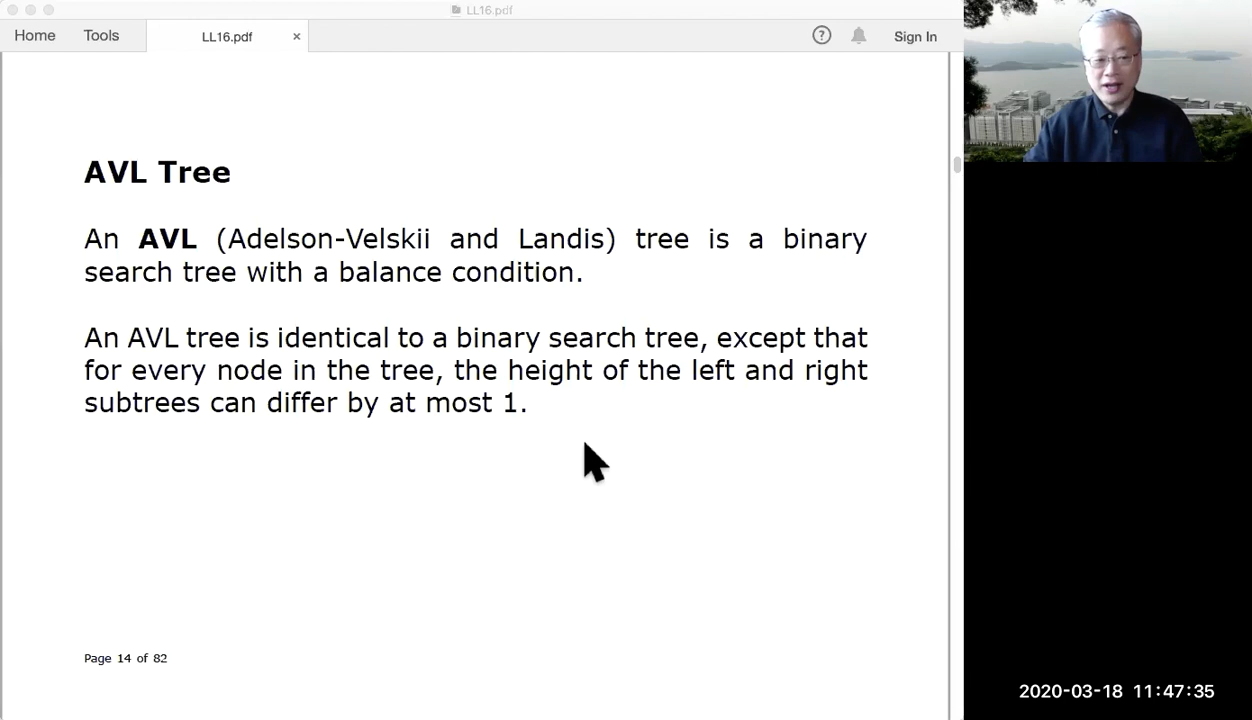 LL16.pdf
Home Tools LL16.pdf × ? Sign In
AVL Tree
An AVL (Adelson-Velskii and Landis) tree is a binary
search tree with a balance condition.
An AVL tree is identical to a binary search tree, except that
for every node in the tree, the height of the left and right
subtrees can differ by at most 1.
Page 14 of 82
2020-03-18 11:47:35